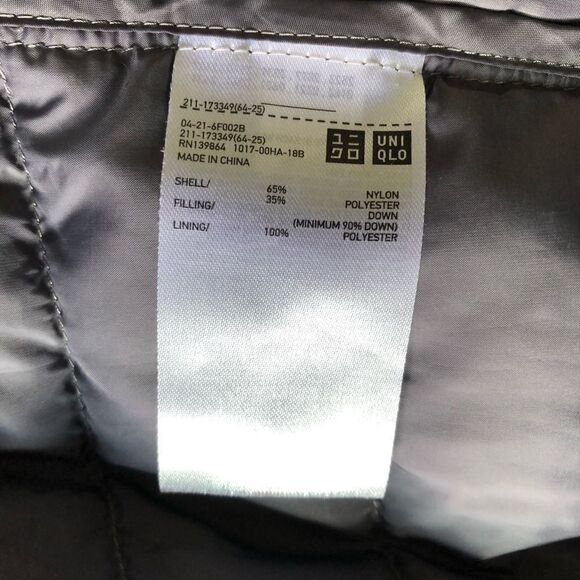 211-173349(64-25)
04-21-6F002B
211-173349(64-25)
RN139864 1017-00HA-18B
MADE IN CHINA
ユニ
クロ
UNI
QLO
SHELL/ 65% NYLON
35% POLYESTER
FILLING/ DOWN
(MINIMUM 90% DOWN)
LINING/ 100% POLYESTER